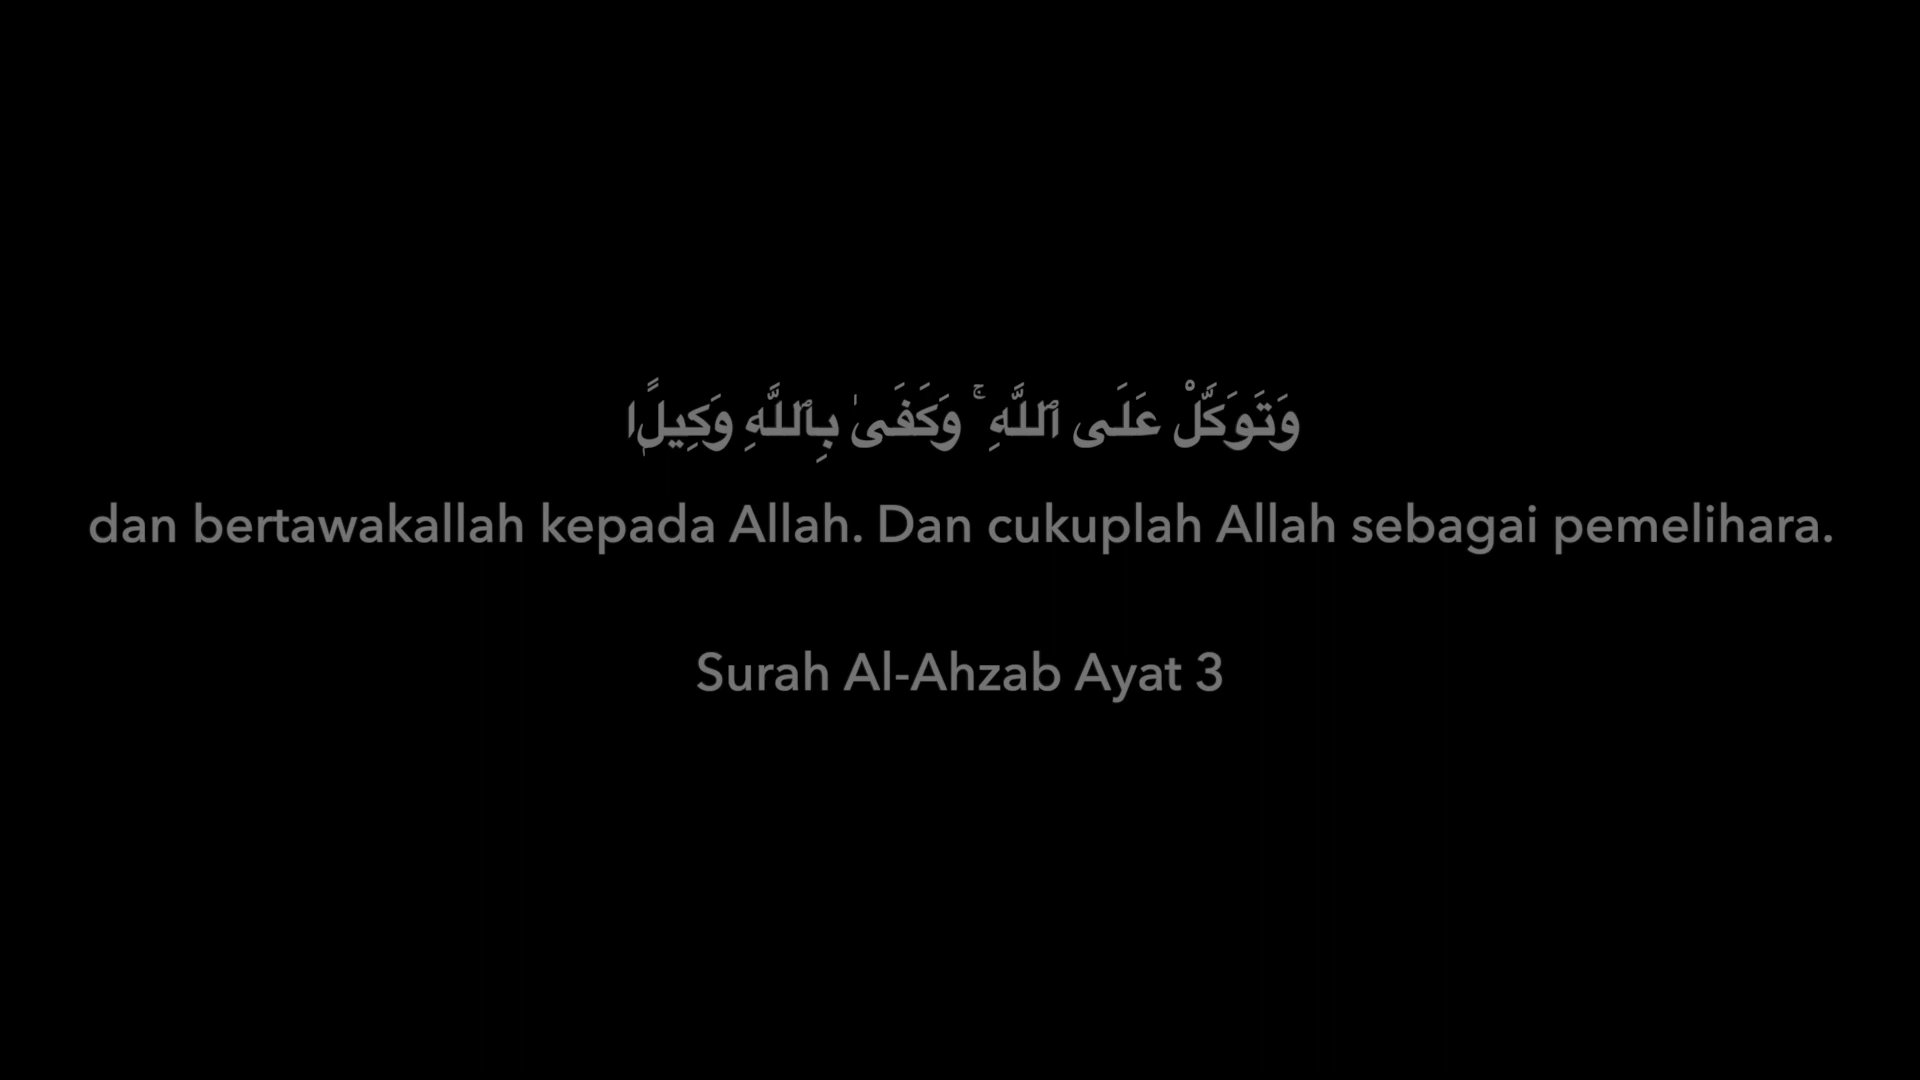 وَتَوَكَّلْ عَلَى ٱللَّهِ ۚ وَكَفَىٰ بِٱللَّهِ وَكِيلًۭا
dan bertawakallah kepada Allah. Dan cukuplah Allah sebagai pemelihara.
Surah Al-Ahzab Ayat 3